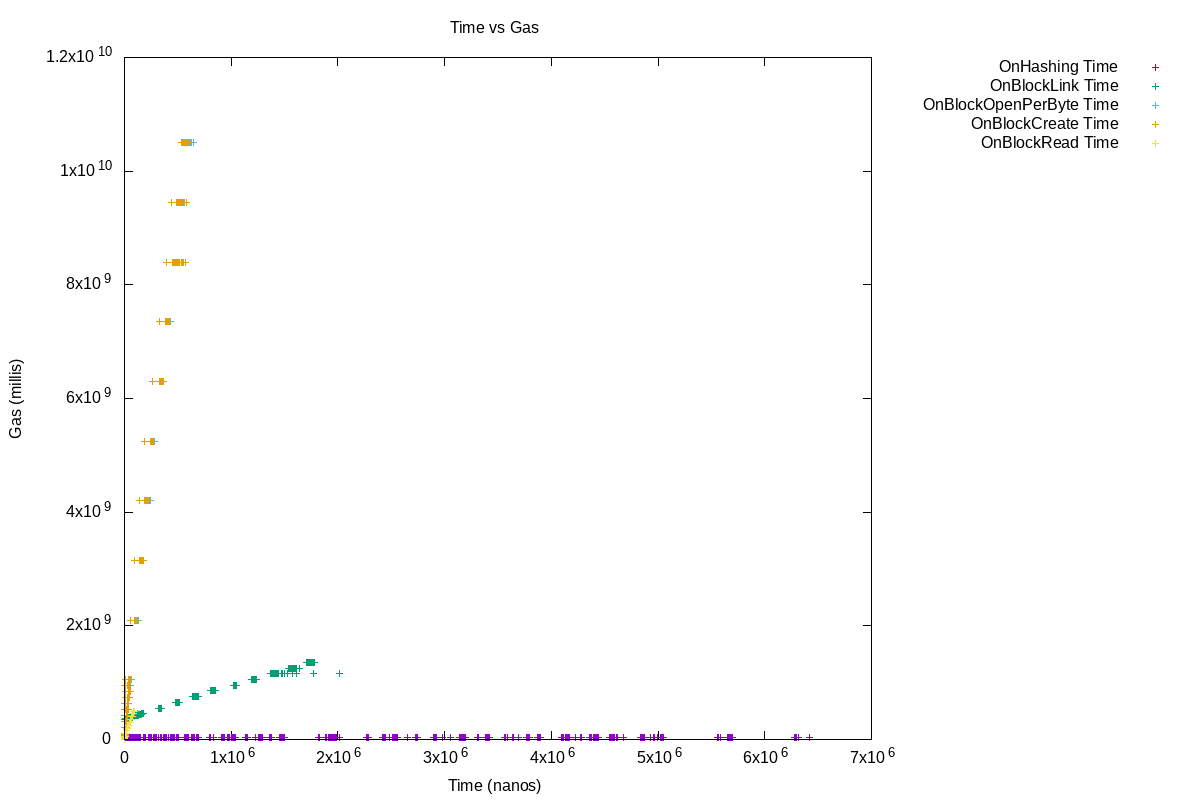 Time vs Gas
1.2x10^10
1x10^10
8x10^9
6x10^9
4x10^9
2x10^9
0
Gas (millis)
0 1x10^6 2x10^6 3x10^6 4x10^6 5x10^6 6x10^6 7x10^6
Time (nanos)
OnHashing Time
OnBlockLink Time
OnBlockOpenPerByte Time
OnBlockCreate Time
OnBlockRead Time